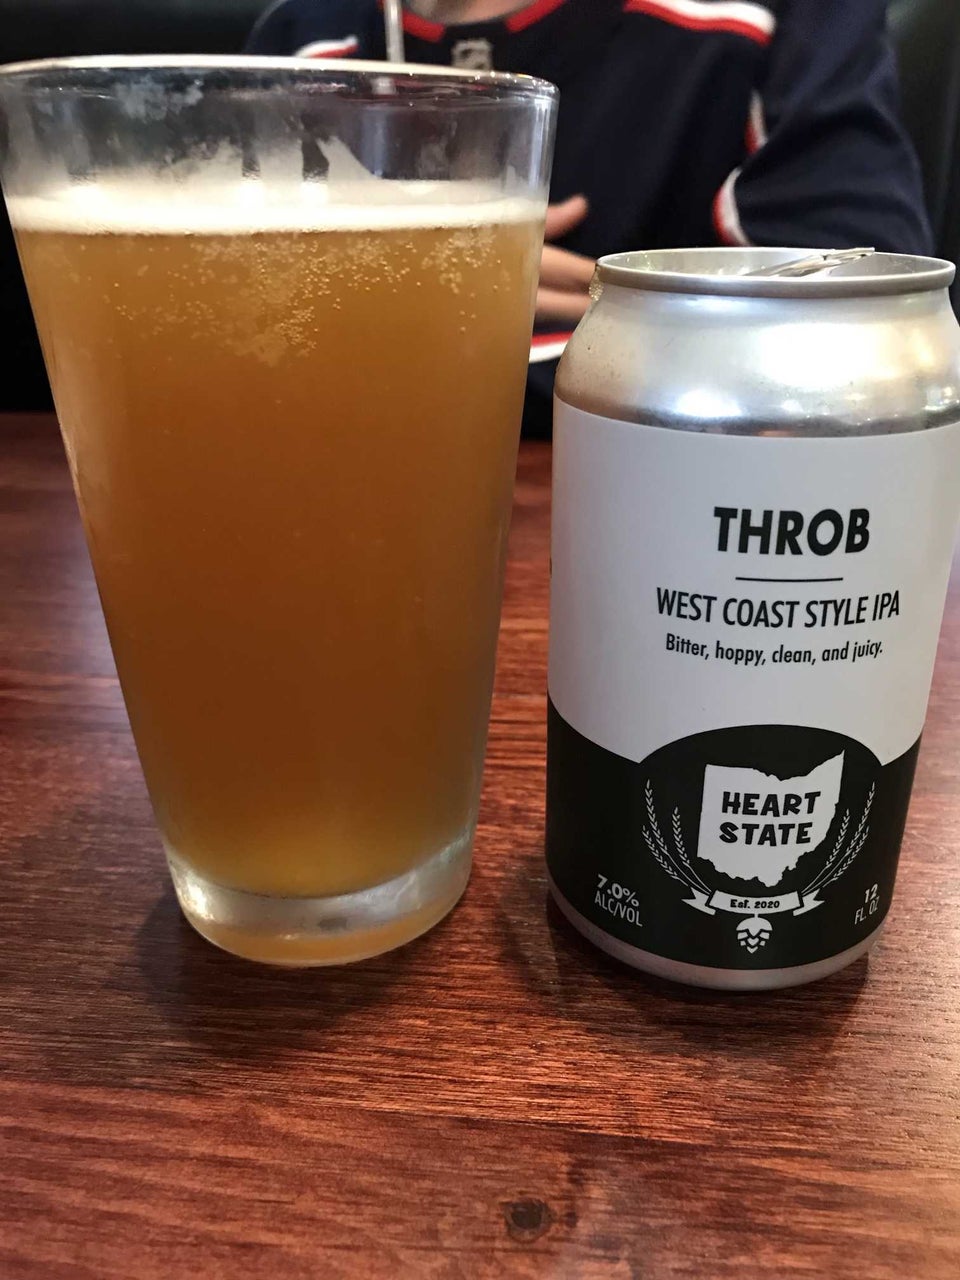 THROB
WEST COAST STYLE IPA
Bitter, hoppy, clean, and juicy.
HEART
STATE
Est. 2020
7.0%
ALC/VOL
12
FL. OZ